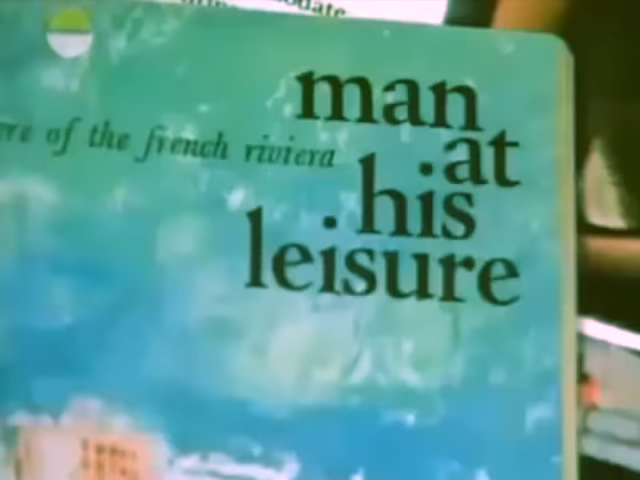 man
of the french riviera
at
his
leisure